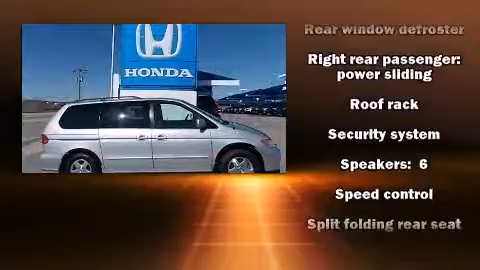 HONDA
Rear window defroster
Right rear passenger:
power sliding
Roof rack
Security system
Speakers: 6
Speed control
Split folding rear seat